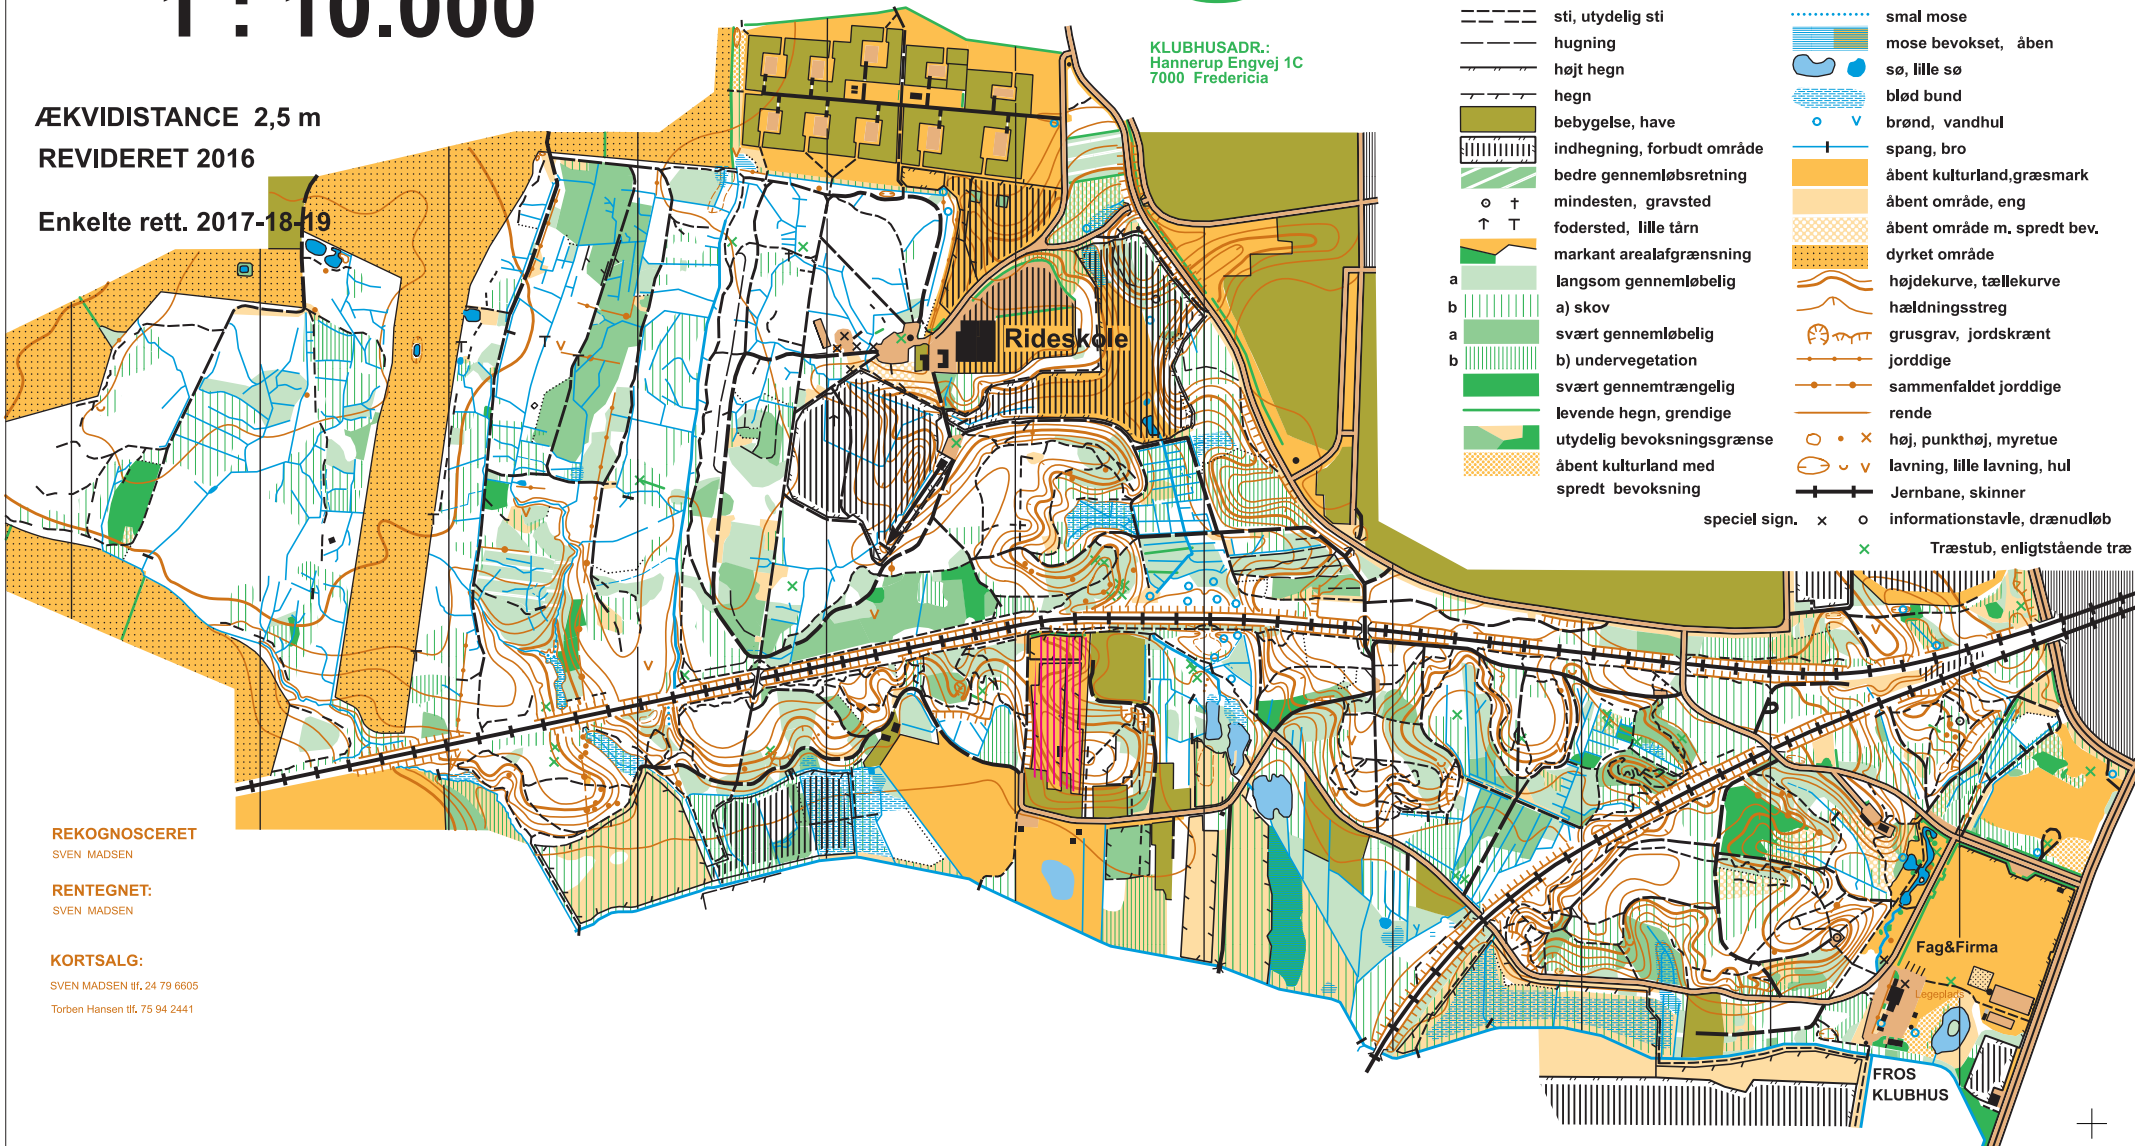 1 : 10.000
ÆKVIDISTANCE 2,5 m
REVIDERET 2016
Enkelte rett. 2017-18-19
KLUBHUSADR.:
Hannerup Engvej 1C
7000 Fredericia
sti, utydelig sti
hugning
højt hegn
hegn
bebygelse, have
indhegning, forbudt område
bedre gennemløbsretning
mindesten, gravsted
fodersted, lille tårn
markant arealafgrænsning
a langsom gennemløbelig
b a) skov
a svært gennemløbelig
b b) undervegetation
svært gennemtrængelig
levende hegn, grendige
utydelig bevoksningsgrænse
åbent kulturland med
spredt bevoksning
smal mose
mose bevokset, åben
sø, lille sø
blød bund
brønd, vandhul
spang, bro
åbent kulturland,græsmark
åbent område, eng
åbent område m. spredt bev.
dyrket område
højdekurve, tællekurve
hældningsstreg
grusgrav, jordskrænt
jorddige
sammenfaldet jorddige
rende
høj, punkthøj, myretue
lavning, lille lavning, hul
Jernbane, skinner
speciel sign. informationstavle, drænudløb
Træstub, enligtstående træ
Rideskole
REKOGNOSCERET
SVEN MADSEN
RENTEGNET:
SVEN MADSEN
KORTSALG:
SVEN MADSEN tlf. 24 79 6605
Torben Hansen tlf. 75 94 2441
Fag&Firma
Legeplads
FROS
KLUBHUS